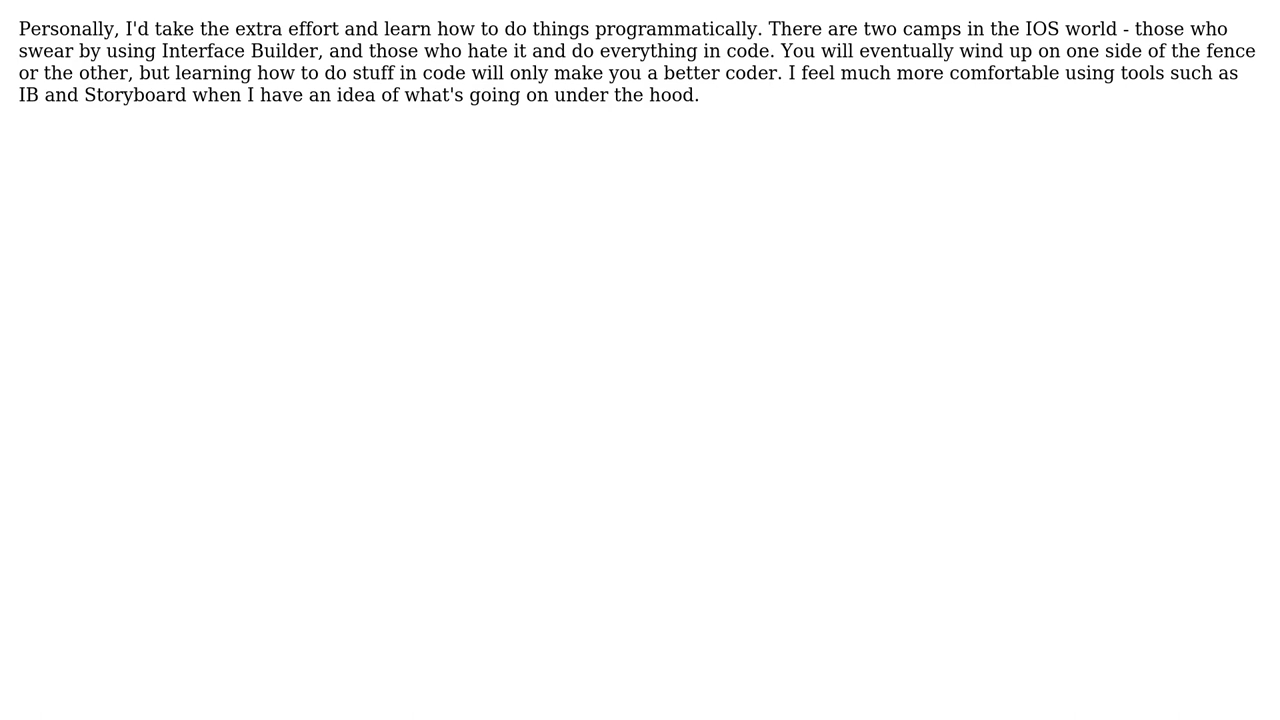 Personally, I'd take the extra effort and learn how to do things programmatically. There are two camps in the IOS world - those who
swear by using Interface Builder, and those who hate it and do everything in code. You will eventually wind up on one side of the fence
or the other, but learning how to do stuff in code will only make you a better coder. I feel much more comfortable using tools such as
IB and Storyboard when I have an idea of what's going on under the hood.